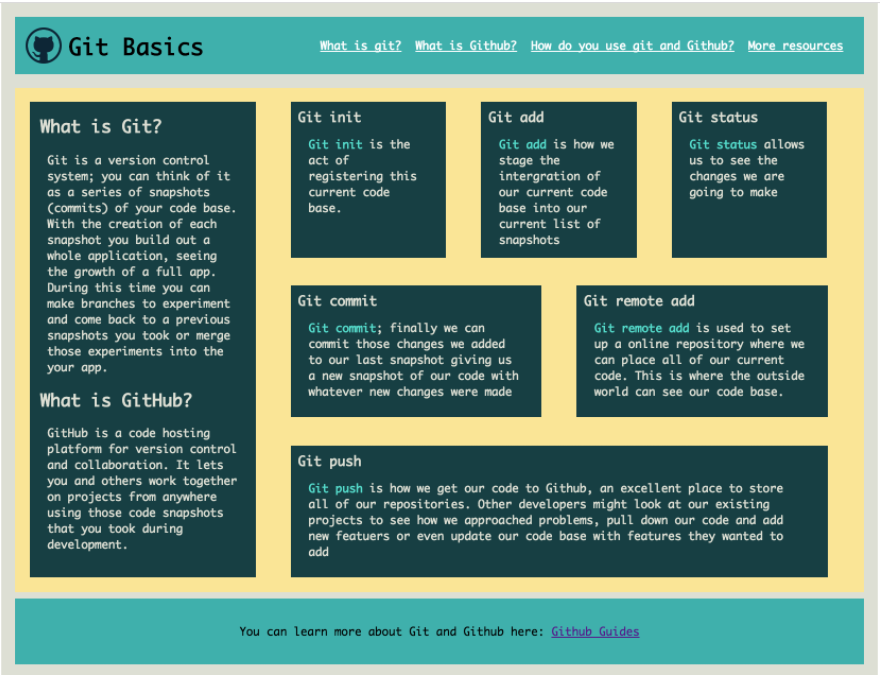 Git Basics
What is git? What is Github? How do you use git and Github? More resources
What is Git?
Git is a version control
system; you can think of it
as a series of snapshots
(commits) of your code base.
With the creation of each
snapshot you build out a
whole application, seeing
the growth of a full app.
During this time you can
make branches to experiment
and come back to a previous
snapshots you took or merge
those experiments into the
your app.
What is GitHub?
GitHub is a code hosting
platform for version control
and collaboration. It lets
you and others work together
on projects from anywhere
using those code snapshots
that you took during
development.
Git init
Git init is the
act of
registering this
current code
base.
Git add
Git add is how we
stage the
intergration of
our current code
base into our
current list of
snapshots
Git status
Git status allows
us to see the
changes we are
going to make
Git commit
Git commit; finally we can
commit those changes we added
to our last snapshot giving us
a new snapshot of our code with
whatever new changes were made
Git remote add
Git remote add is used to set
up a online repository where we
can place all of our current
code. This is where the outside
world can see our code base.
Git push
Git push is how we get our code to Github, an excellent place to store
all of our repositories. Other developers might look at our existing
projects to see how we approached problems, pull down our code and add
new featuers or even update our code base with features they wanted to
add
You can learn more about Git and Github here: Github Guides